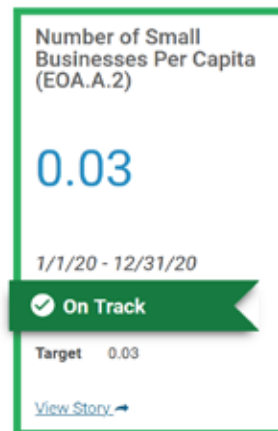 Number of Small
Businesses Per Capita
(EOA.A.2)
0.03
1/1/20 - 12/31/20
On Track
Target 0.03
View Story